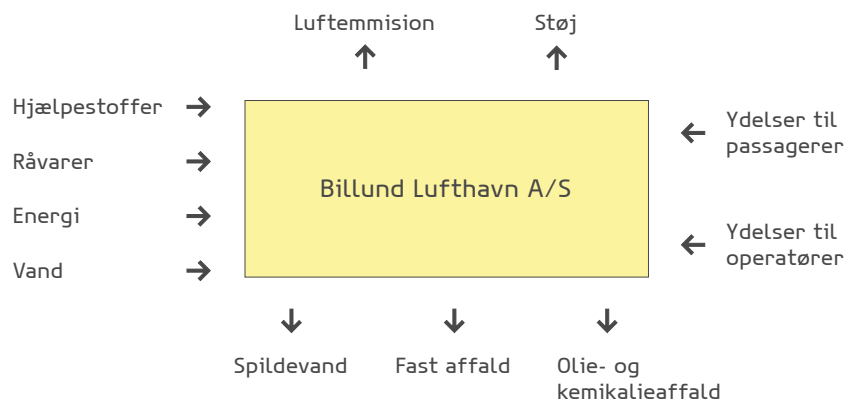 Luftemmision
Støj
Hjælpestoffer
Råvarer
Energi
Vand
Billund Lufthavn A/S
Ydelser til
passagerer
Ydelser til
operatører
Spildevand
Fast affald
Olie- og
kemikalieaffald